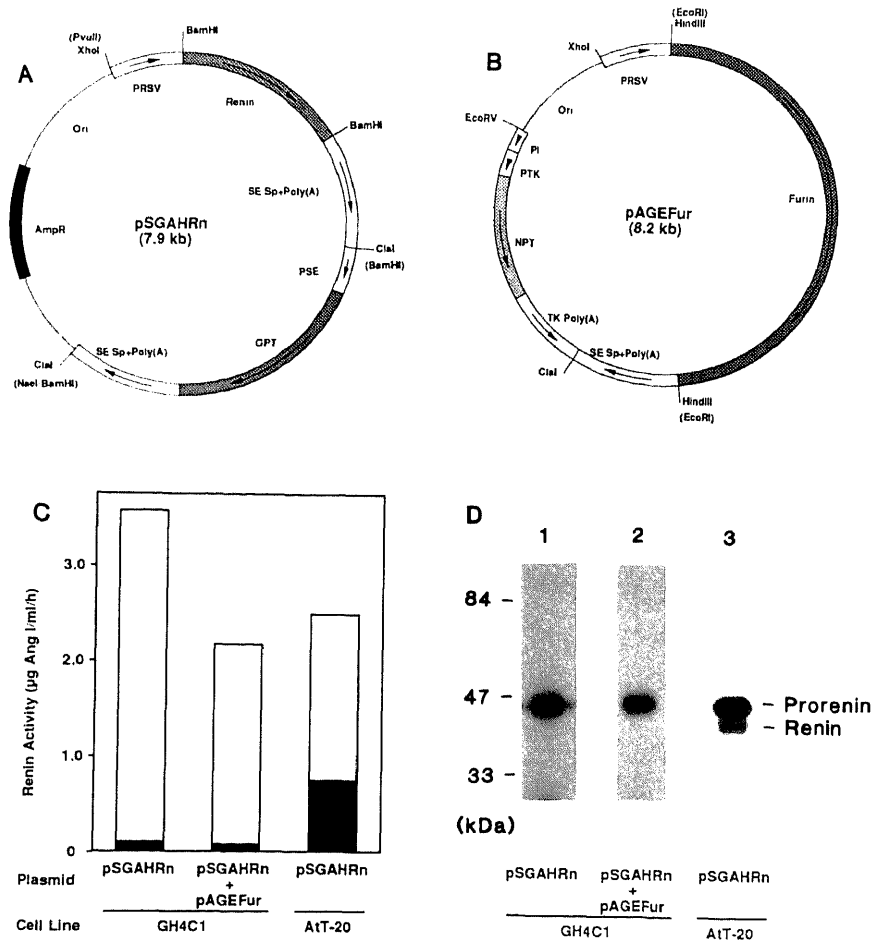 A
(PvuII)
XhoI
BamHI
PRSV
Renin
Ori
BamHI
SE Sp+Poly(A)
pSGAHRn
(7.9 kb)
AmpR
ClaI
(BamHI)
PSE
GPT
SE Sp+Poly(A)
ClaI
(NaeI BamHI)
B
(EcoRI)
HindIII
XhoI
PRSV
Ori
EcoRV
PI
PTK
Furin
pAGEFur
(8.2 kb)
NPT
TK Poly(A)
SE Sp+Poly(A)
ClaI
HindIII
(EcoRI)
C
Renin Activity (µg Ang I/ml/h)
3.0
2.0
1.0
0
Plasmid
pSGAHRn
pSGAHRn
+
pAGEFur
pSGAHRn
Cell Line
GH4C1
AtT-20
D
1 2 3
84 –
47 –
33 –
(kDa)
– Prorenin
– Renin
pSGAHRn
pSGAHRn
+
pAGEFur
pSGAHRn
GH4C1
AtT-20